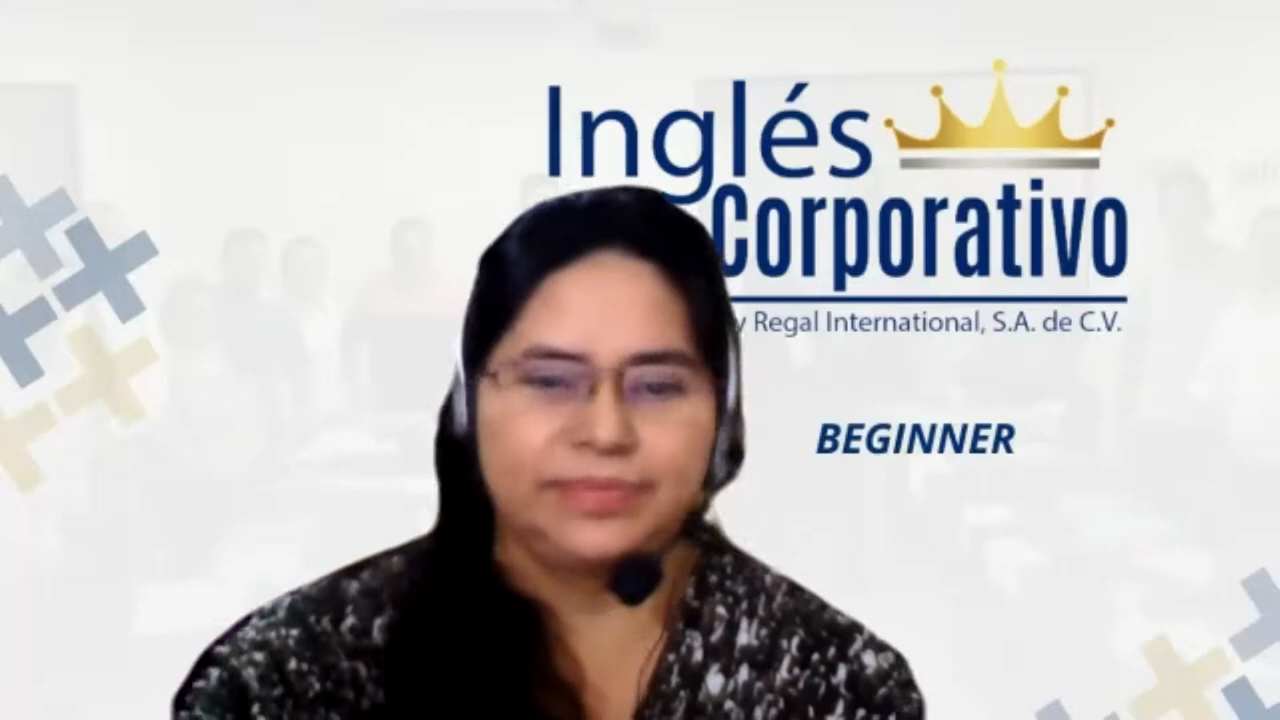 Inglés
Corporativo
y Regal International, S.A. de C.V.
BEGINNER